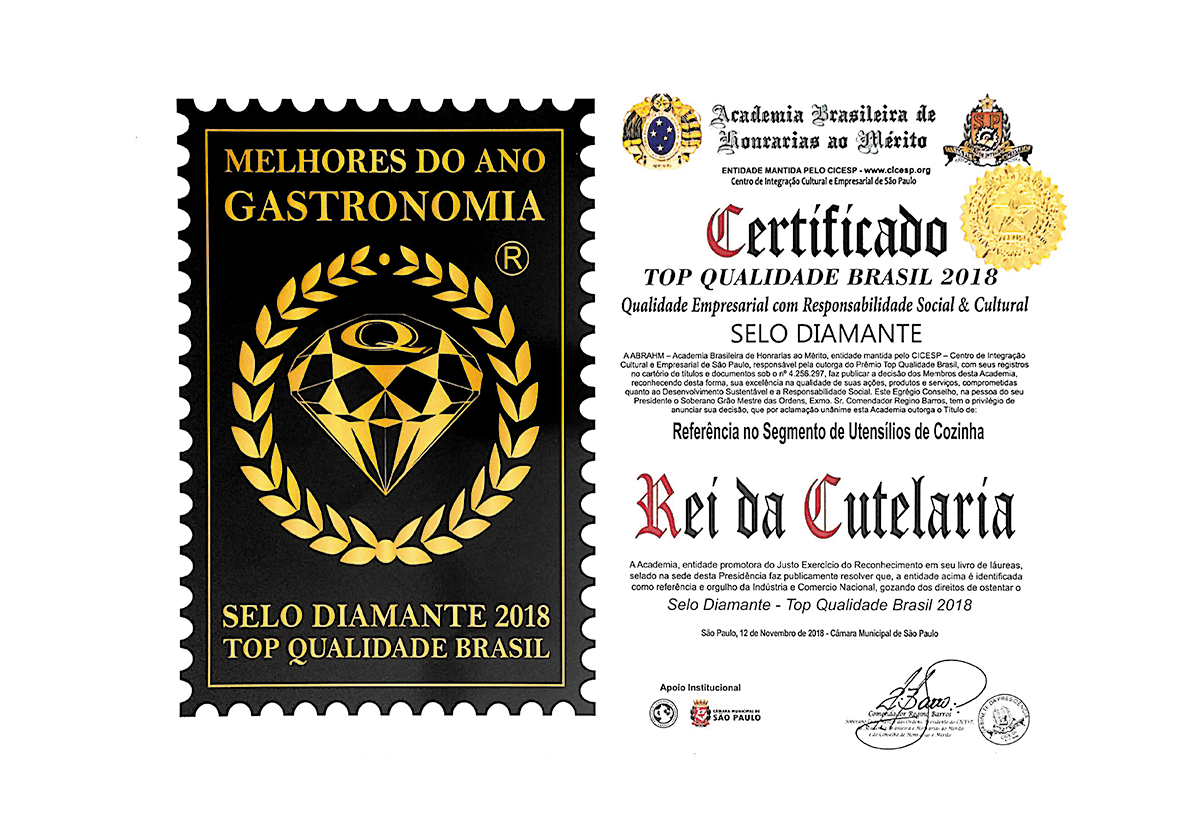 MELHORES DO ANO
GASTRONOMIA
®
Q
SELO DIAMANTE 2018
TOP QUALIDADE BRASIL
Academia Brasileira de
Honrarias ao Mérito
ENTIDADE MANTIDA PELO CICESP - www.cicesp.org
Centro de Integração Cultural e Empresarial de São Paulo
SP
Certificado
TOP QUALIDADE BRASIL 2018
Qualidade Empresarial com Responsabilidade Social & Cultural
SELO DIAMANTE
A ABRAHM – Academia Brasileira de Honrarias ao Mérito, entidade mantida pelo CICESP – Centro de Integração
Cultural e Empresarial de São Paulo, responsável pela outorga do Prêmio Top Qualidade Brasil, com seus registros
no cartório de títulos e documentos sob o nº 4.256.297, faz publicar a decisão dos Membros desta Academia,
reconhecendo desta forma, sua excelência na qualidade de suas ações, produtos e serviços, comprometidas
quanto ao Desenvolvimento Sustentável e a Responsabilidade Social. Este Egrégio Conselho, na pessoa do seu
Presidente o Soberano Grão Mestre das Ordens, Exmo. Sr. Comendador Regino Barros, tem o privilégio de
anunciar sua decisão, que por aclamação unânime esta Academia outorga o Título de:
Referência no Segmento de Utensílios de Cozinha
Rei da Cutelaria
A Academia, entidade promotora do Justo Exercício do Reconhecimento em seu livro de láureas,
selado na sede desta Presidência faz publicamente resolver que, a entidade acima é identificada
como referência e orgulho da Indústria e Comercio Nacional, gozando dos direitos de ostentar o
Selo Diamante - Top Qualidade Brasil 2018
São Paulo, 12 de Novembro de 2018 - Câmara Municipal de São Paulo
Apoio Institucional
CÂMARA MUNICIPAL DE
SÃO PAULO
Comendador Regino Barros